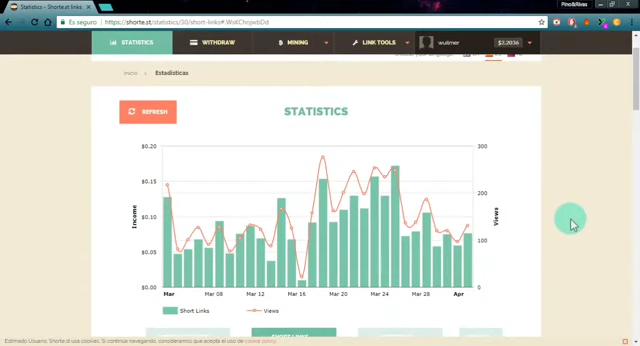 Pino&Rivas
Statistics - Shorte.st links
Es seguro
https://shorte.st/statistics/30/short-links#
STATISTICS
WITHDRAW
MINING
LINK TOOLS
wuilmer
$2,2036
Inicio
Estadísticas
REFRESH
STATISTICS
$0.20
300
$0.15
200
$0.10
100
$0.05
$0.00
0
Income
Views
Mar
Mar 08
Mar 12
Mar 16
Mar 20
Mar 24
Mar 28
Apr
Short Links
Views
Estimado Usuario, Shorte.st usa cookies. Si continúe navegando, consideramos que acepta el uso de cookie policy.